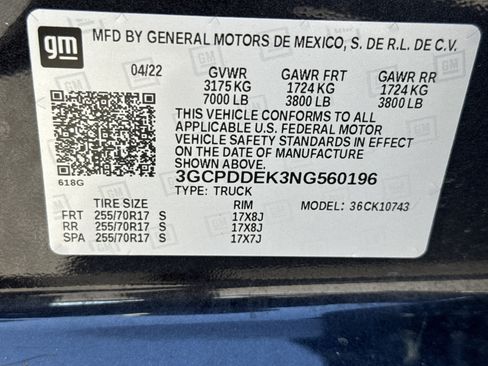 gm
MFD BY GENERAL MOTORS DE MEXICO, S. DE R.L. DE C.V.
04/22 GVWR GAWR FRT GAWR RR
3175 KG 1724 KG 1724 KG
7000 LB 3800 LB 3800 LB
THIS VEHICLE CONFORMS TO ALL
APPLICABLE U.S. FEDERAL MOTOR
VEHICLE SAFETY STANDARDS IN EFFECT
ON THE DATE OF MANUFACTURE SHOWN
ABOVE.
618G
3GCPDDEK3NG560196
TYPE: TRUCK
TIRE SIZE RIM MODEL: 36CK10743
FRT 255/70R17 S 17X8J
RR 255/70R17 S 17X8J
SPA 255/70R17 S 17X7J